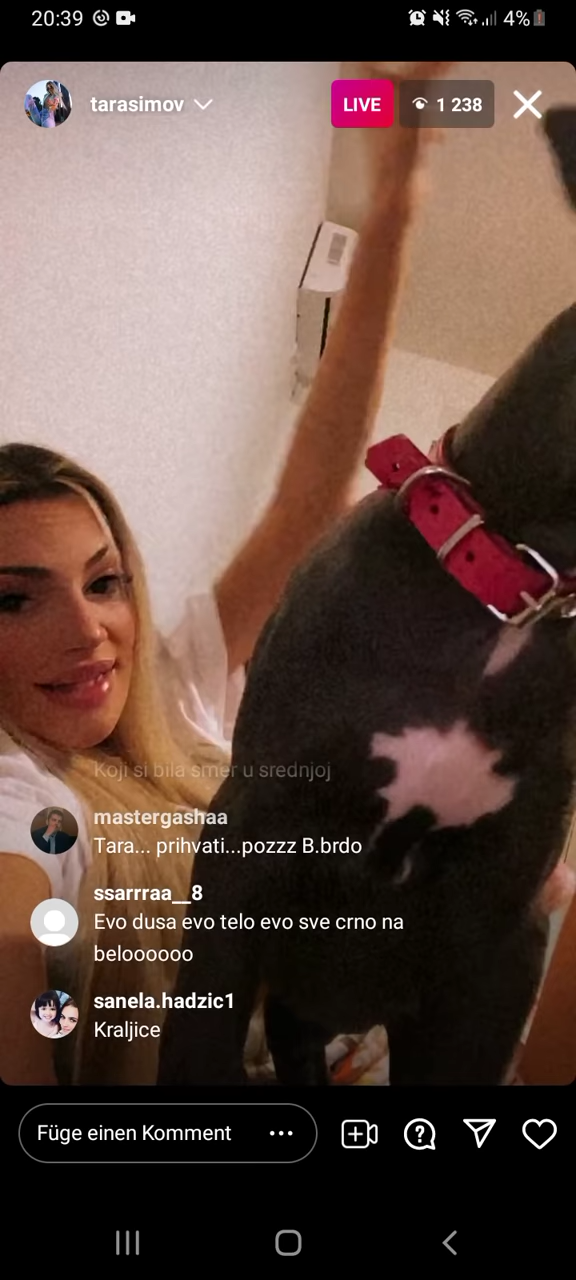 20:39
4%
tarasimov
LIVE
1 238
Koji si bila smer u srednjoj
mastergashaa
Tara... prihvati...pozzz B.brdo
ssarrraa__8
Evo dusa evo telo evo sve crno na
beloooooo
sanela.hadzic1
Kraljice
Füge einen Komment